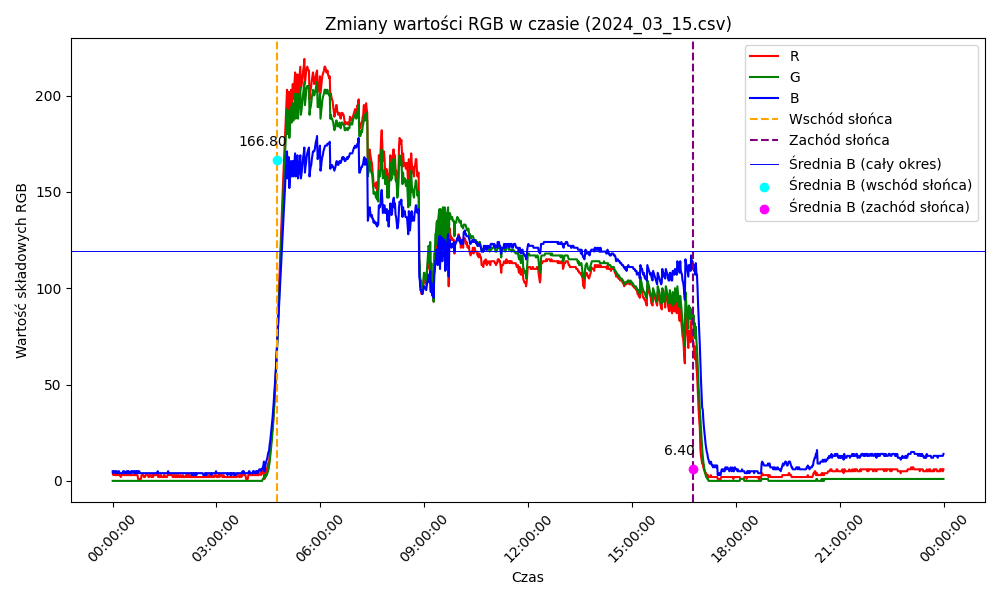 Zmiany wartości RGB w czasie (2024_03_15.csv)
R
G
B
Wschód słońca
Zachód słońca
Średnia B (cały okres)
Średnia B (wschód słońca)
Średnia B (zachód słońca)
166.80
6.40
Wartość składowych RGB
200
150
100
50
0
00:00:00
03:00:00
06:00:00
09:00:00
12:00:00
15:00:00
18:00:00
21:00:00
00:00:00
Czas